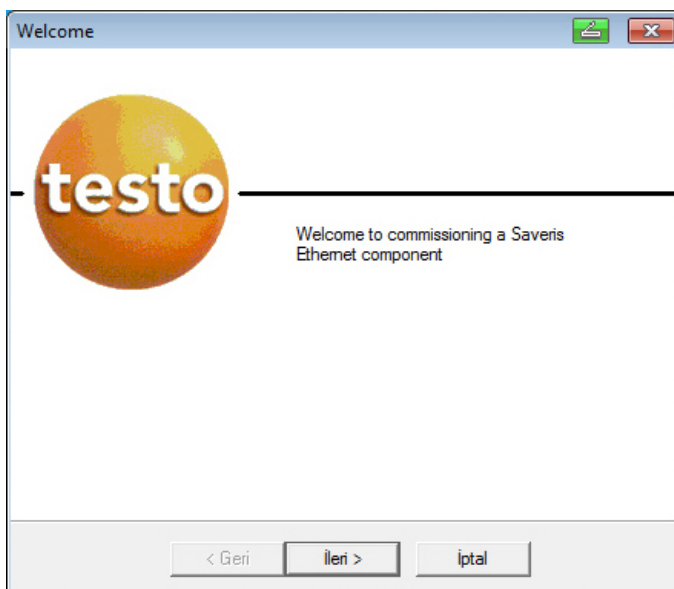 Welcome
testo
Welcome to commissioning a Saveris
Ethernet component
< Geri
İleri >
İptal